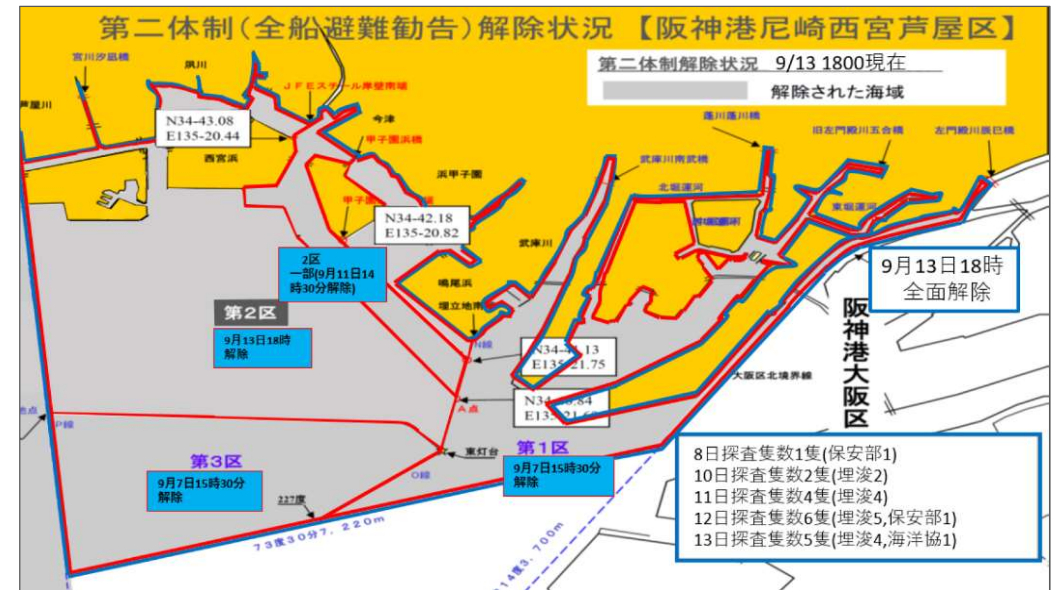 第二体制（全船避難勧告）解除状況 【阪神港尼崎西宮芦屋区】
第二体制解除状況 9/13 1800現在
解除された海域
宮川汐凪橋
夙川
JFEスチール岸壁南端
芦屋川
N34-43.08
E135-20.44
今津
甲子園浜橋
西宮浜
浜甲子園
甲子園
N34-42.18
E135-20.82
蓬川蓬川橋
旧左門殿川五合橋
左門殿川辰巳橋
武庫川南武橋
北堀運河
東堀運河
武庫川
2区
一部(9月11日14
時30分解除)
鳴尾浜
埋立地南
9月13日18時
全面解除
第2区
9月13日18時
解除
N線
E135-21.75
大阪区北境界線
阪神港大阪区
A点
P線
東灯台
第1区
9月7日15時30分
解除
第3区
9月7日15時30分
解除
O線
227度
73度30分7，220m
8日探査隻数1隻(保安部1)
10日探査隻数2隻(埋浚2)
11日探査隻数4隻(埋浚4)
12日探査隻数6隻(埋浚5,保安部1)
13日探査隻数5隻(埋浚4,海洋協1)